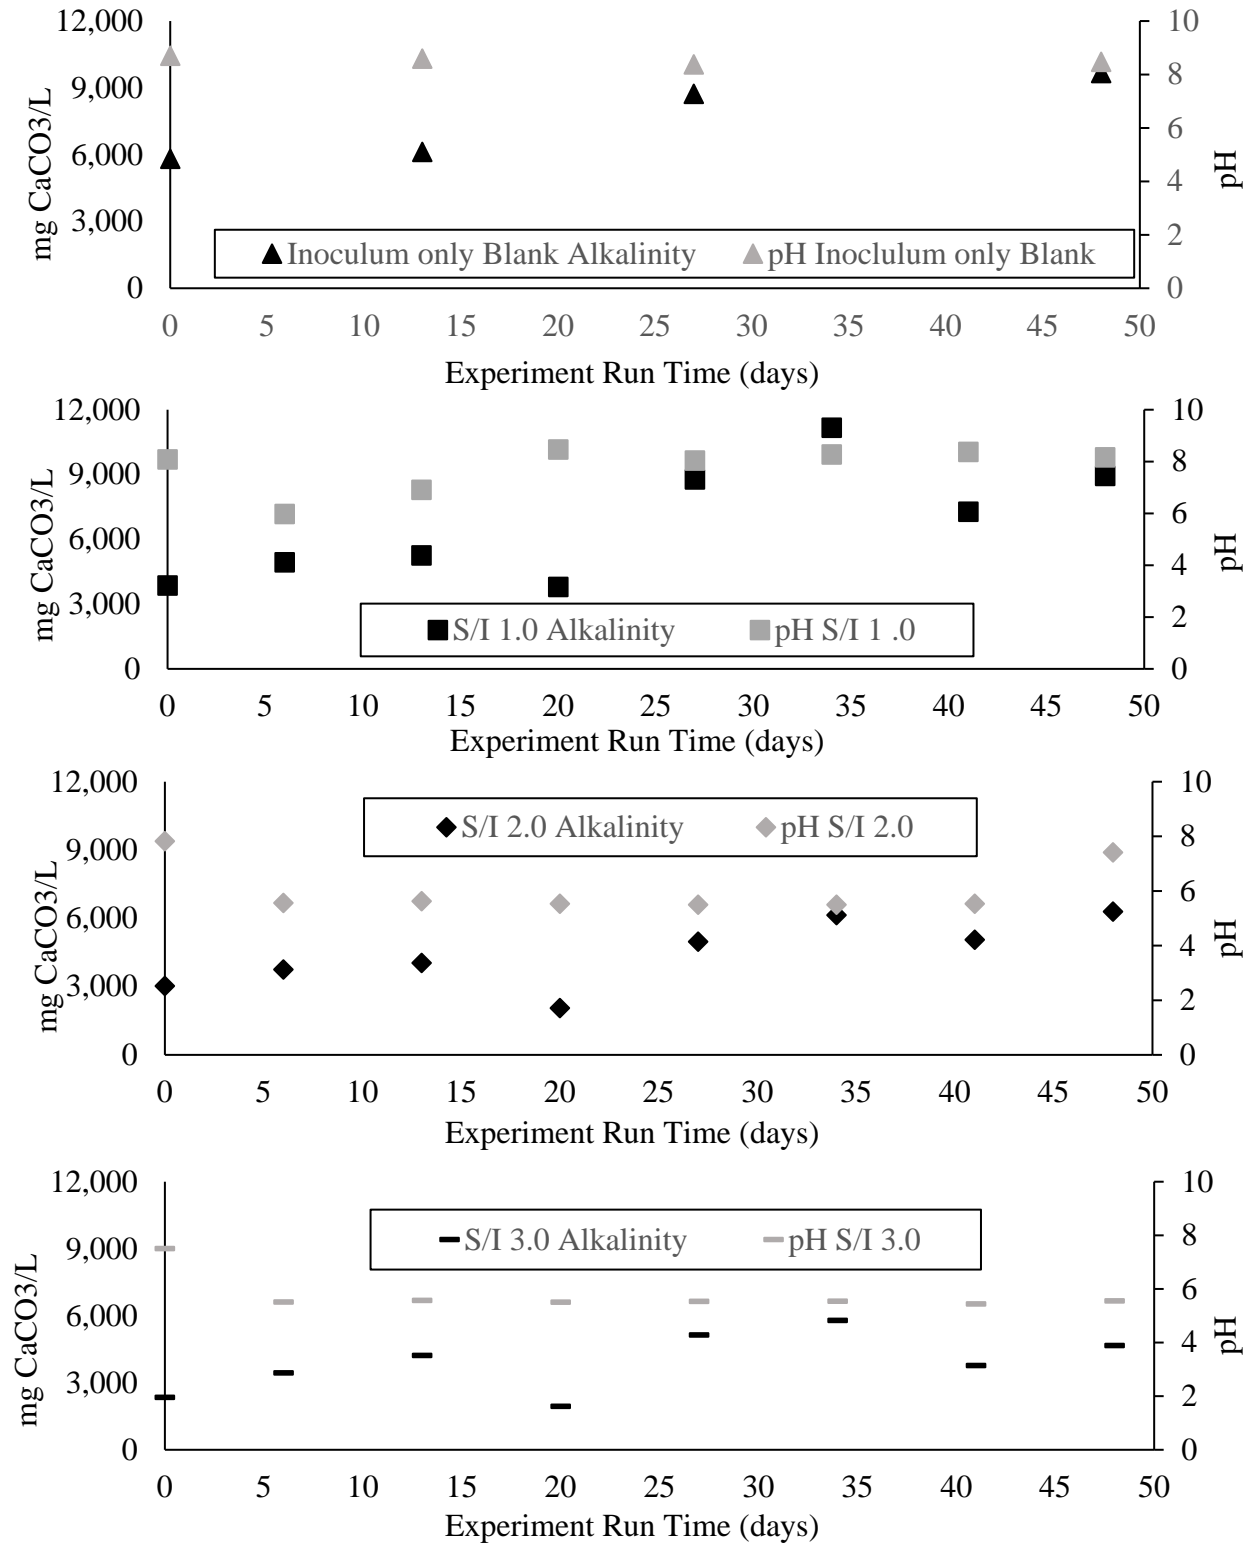 12,000
9,000
6,000
3,000
0
mg CaCO3/L
10
8
6
4
2
0
pH
Inoculum only Blank Alkalinity pH Inoclulum only Blank
0 5 10 15 20 25 30 35 40 45 50
Experiment Run Time (days)
12,000
9,000
6,000
3,000
0
mg CaCO3/L
10
8
6
4
2
0
pH
S/I 1.0 Alkalinity pH S/I 1 .0
0 5 10 15 20 25 30 35 40 45 50
Experiment Run Time (days)
12,000
9,000
6,000
3,000
0
mg CaCO3/L
10
8
6
4
2
0
pH
S/I 2.0 Alkalinity pH S/I 2.0
0 5 10 15 20 25 30 35 40 45 50
Experiment Run Time (days)
12,000
9,000
6,000
3,000
0
mg CaCO3/L
10
8
6
4
2
0
pH
S/I 3.0 Alkalinity pH S/I 3.0
0 5 10 15 20 25 30 35 40 45 50
Experiment Run Time (days)